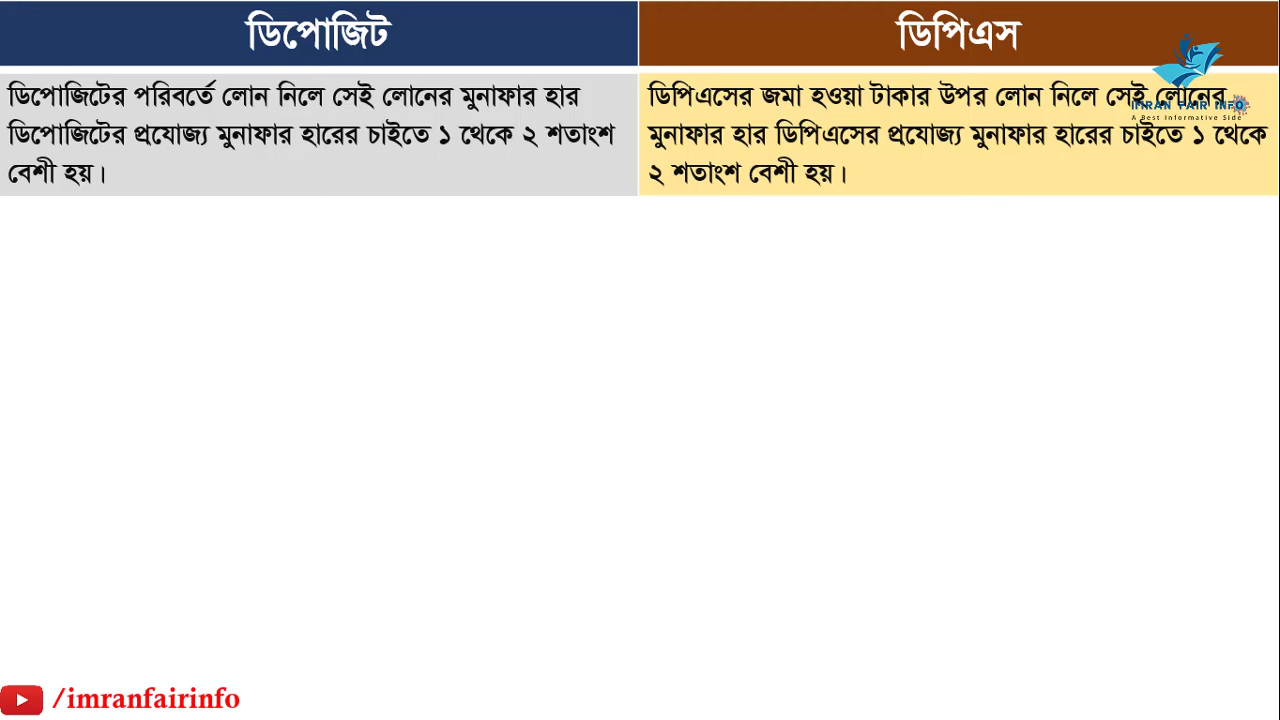 ডিপোজিট
ডিপিএস
ডিপোজিটের পরিবর্তে লোন নিলে সেই লোনের মুনাফার হার
ডিপোজিটের প্রযোজ্য মুনাফার হারের চাইতে ১ থেকে ২ শতাংশ
বেশী হয়।
ডিপিএসের জমা হওয়া টাকার উপর লোন নিলে সেই লোনের
মুনাফার হার ডিপিএসের প্রযোজ্য মুনাফার হারের চাইতে ১ থেকে
২ শতাংশ বেশী হয়।
IMRAN FAIR INFO
A Best Informative Side
/imranfairinfo